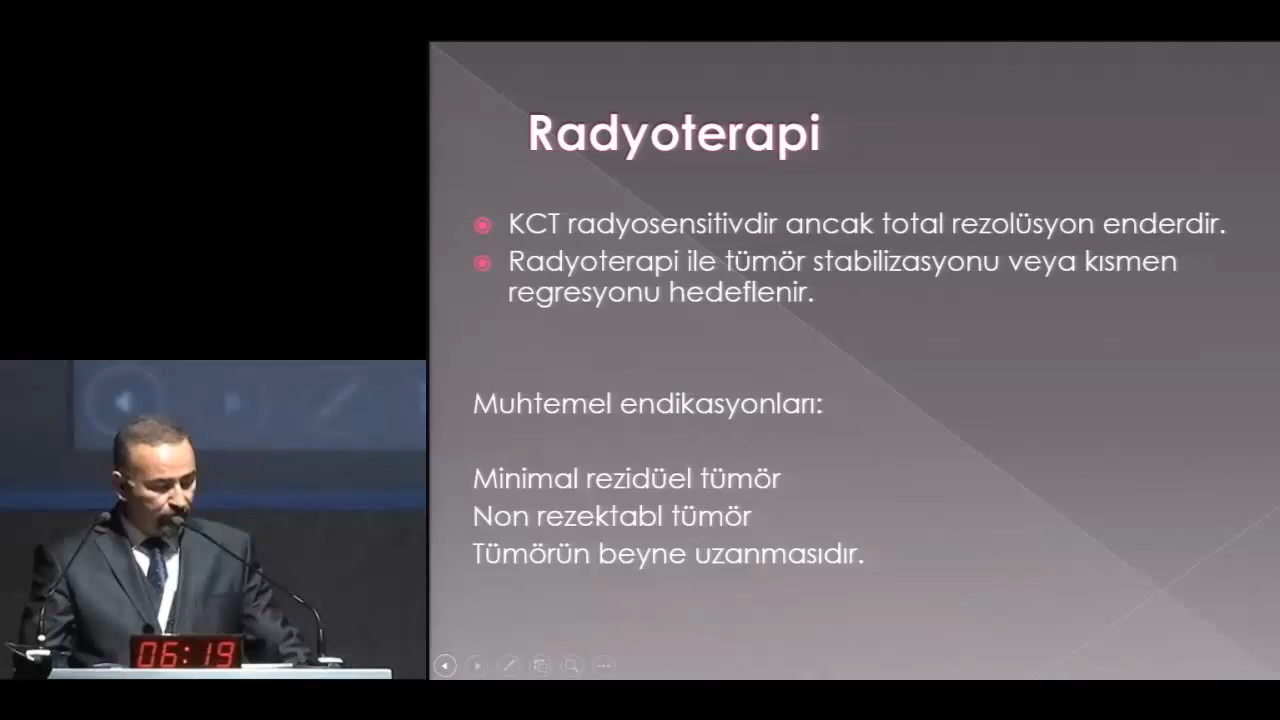 Radyoterapi
KCT radyosensitivdir ancak total rezolüsyon enderdir.
Radyoterapi ile tümör stabilizasyonu veya kısmen
regresyonu hedeflenir.
Muhtemel endikasyonları:
Minimal rezidüel tümör
Non rezektabl tümör
Tümörün beyne uzanmasıdır.
06:19